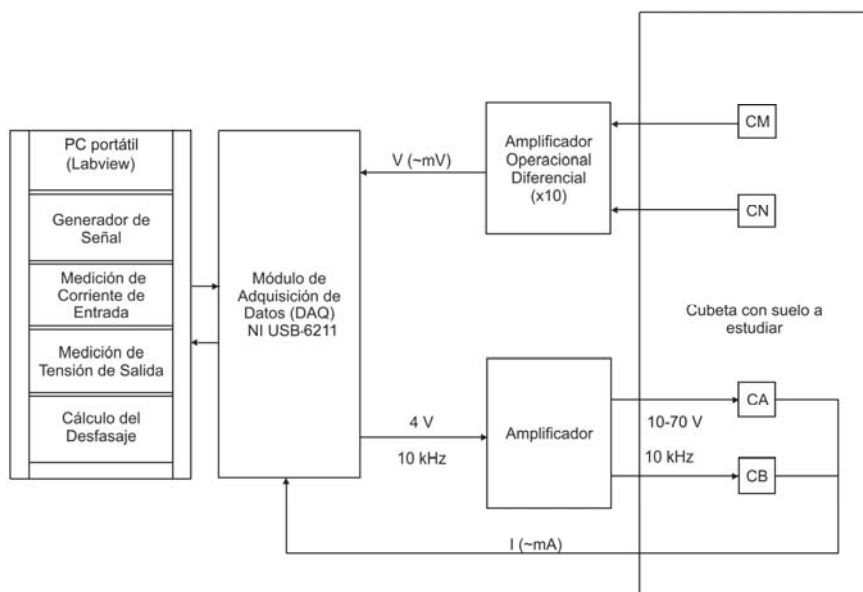 PC portátil
(Labview)
Generador de
Señal
Medición de
Corriente de
Entrada
Medición de
Tensión de Salida
Cálculo del
Desfasaje
Módulo de
Adquisición de
Datos (DAQ)
NI USB-6211
V (~mV)
Amplificador
Operacional
Diferencial
(x10)
CM
CN
Cubeta con suelo a
estudiar
4 V
10 kHz
Amplificador
10-70 V
10 kHz
CA
CB
I (~mA)